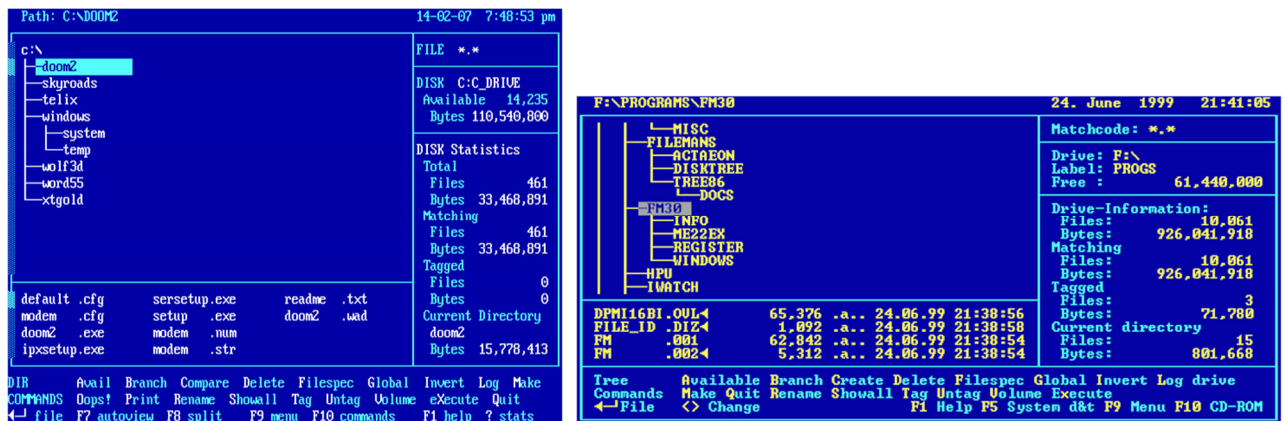 Path: C:\DOOM2 14-02-07 7:48:53 pm
c:\ FILE *.*
doom2
skyroads DISK C:C_DRIVE
telix Available 14,235
windows Bytes 110,540,800
system
temp DISK Statistics
wolf3d Total
word55 Files 461
xtgold Bytes 33,468,891
Matching
Files 461
Bytes 33,468,891
Tagged
Files 0
default .cfg sersetup.exe readme .txt Bytes 0
modem .cfg setup .exe doom2 .wad Current Directory
doom2 .exe modem .num doom2
ipxsetup.exe modem .str Bytes 15,778,413
DIR Avail Branch Compare Delete Filespec Global Invert Log Make
COMMANDS Oops! Print Rename Showall Tag Untag Volume eXecute Quit
file F7 autoview F8 split F9 menu F10 commands F1 help ? stats
F:\PROGRAMS\FM30 24. June 1999 21:41:05
MISC Matchcode: *.*
FILEMANS
ACTAEON Drive: F:\
DISKTREE Label: PROGS
TREE86 Free : 61,440,000
DOCS
FM30 Drive-Information:
INFO Files: 10,061
ME22EX Bytes: 926,041,918
REGISTER Matching
WINDOWS Files: 10,061
HPU Bytes: 926,041,918
IWATCH Tagged
Files: 3
DPMI16BI.OVL◄ 65,376 .a.. 24.06.99 21:38:56 Bytes: 71,780
FILE_ID .DIZ◄ 1,092 .a.. 24.06.99 21:38:58 Current directory
FM .001 62,842 .a.. 24.06.99 21:38:54 Files: 15
FM .002◄ 5,312 .a.. 24.06.99 21:38:54 Bytes: 801,668
Tree Available Branch Create Delete Filespec Global Invert Log drive
Commands Make Quit Rename Showall Tag Untag Volume Execute
File <> Change F1 Help F5 System d&t F9 Menu F10 CD-ROM